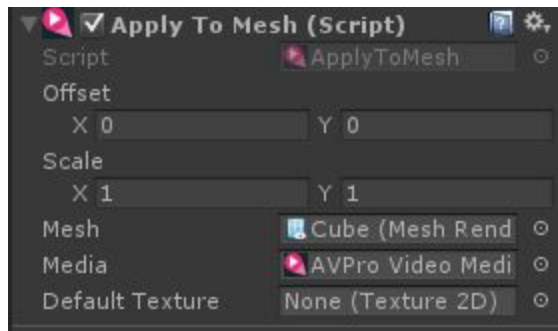 Apply To Mesh (Script)
Script ApplyToMesh
Offset
X 0 Y 0
Scale
X 1 Y 1
Mesh Cube (Mesh Rend
Media AVPro Video Medi
Default Texture None (Texture 2D)